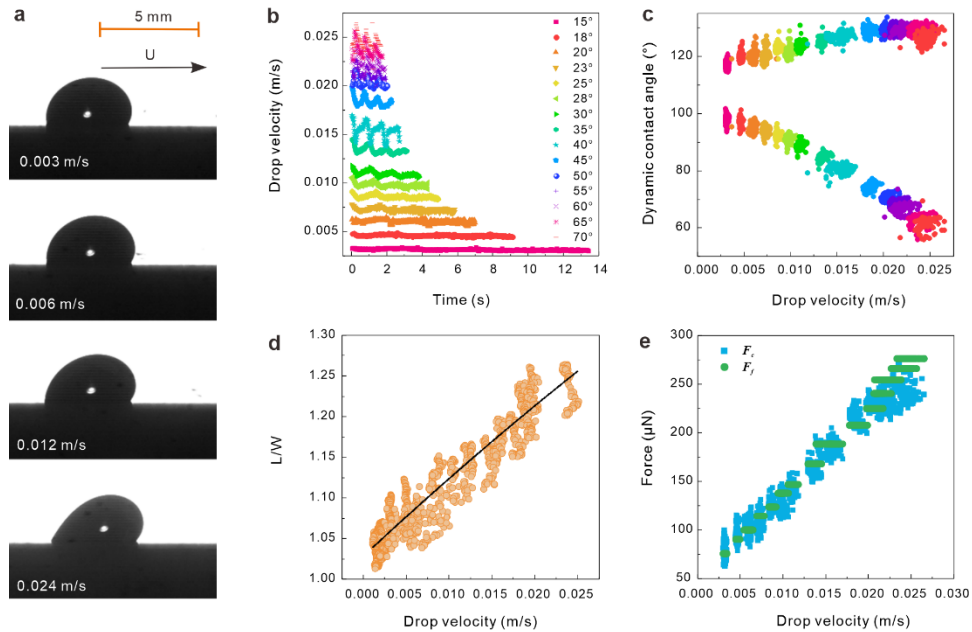 a
5 mm
U
0.003 m/s
0.006 m/s
0.012 m/s
0.024 m/s
b
Drop velocity (m/s)
0.025
0.020
0.015
0.010
0.005
0 2 4 6 8 10 12 14
Time (s)
15°
18°
20°
23°
25°
28°
30°
35°
40°
45°
50°
55°
60°
65°
70°
c
Dynamic contact angle (°)
120
100
80
60
0.000 0.005 0.010 0.015 0.020 0.025
Drop velocity (m/s)
d
L/W
1.30
1.25
1.20
1.15
1.10
1.05
1.00
0.000 0.005 0.010 0.015 0.020 0.025
Drop velocity (m/s)
e
Force (μN)
300
250
200
150
100
50
F_c
F_f
0.000 0.005 0.010 0.015 0.020 0.025 0.030
Drop velocity (m/s)